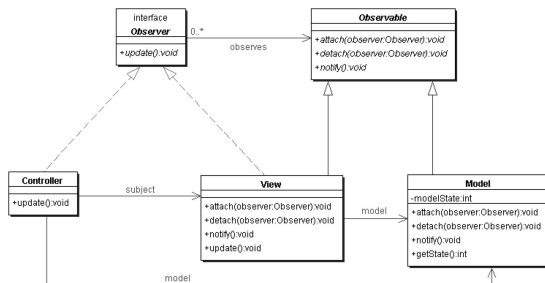 interface
Observer
+update():void
0..*
observes
Observable
+attach(observer:Observer):void
+detach(observer:Observer):void
+notify():void
Controller
+update():void
subject
View
+attach(observer:Observer):void
+detach(observer:Observer):void
+notify():void
+update():void
model
Model
-modelState:int
+attach(observer:Observer):void
+detach(observer:Observer):void
+notify():void
+getState():int
model